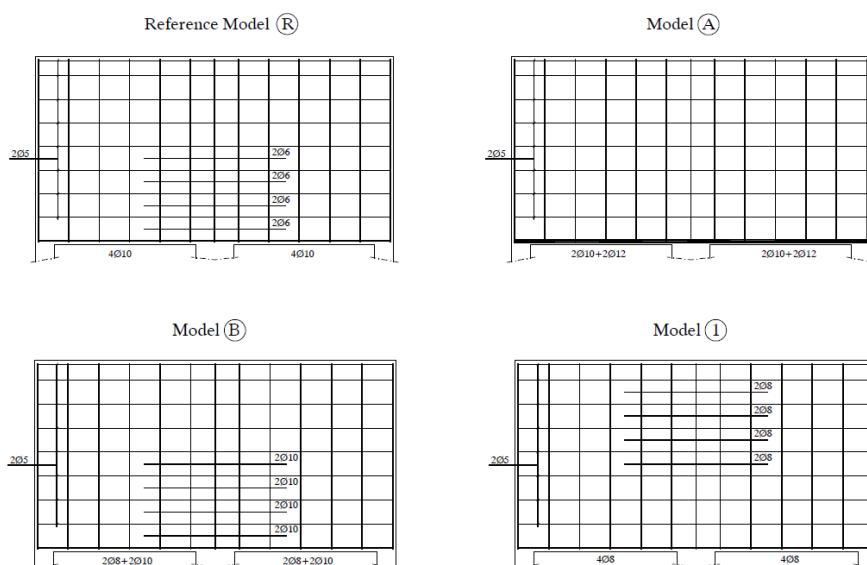 Reference Model Ⓡ
Model Ⓐ
2Ø5
2Ø6
2Ø6
2Ø6
2Ø6
4Ø10
4Ø10
2Ø5
2Ø10+2Ø12
2Ø10+2Ø12
Model Ⓑ
Model ①
2Ø5
2Ø10
2Ø10
2Ø10
2Ø10
2Ø8+2Ø10
2Ø8+2Ø10
2Ø5
2Ø8
2Ø8
2Ø8
2Ø8
4Ø8
4Ø8